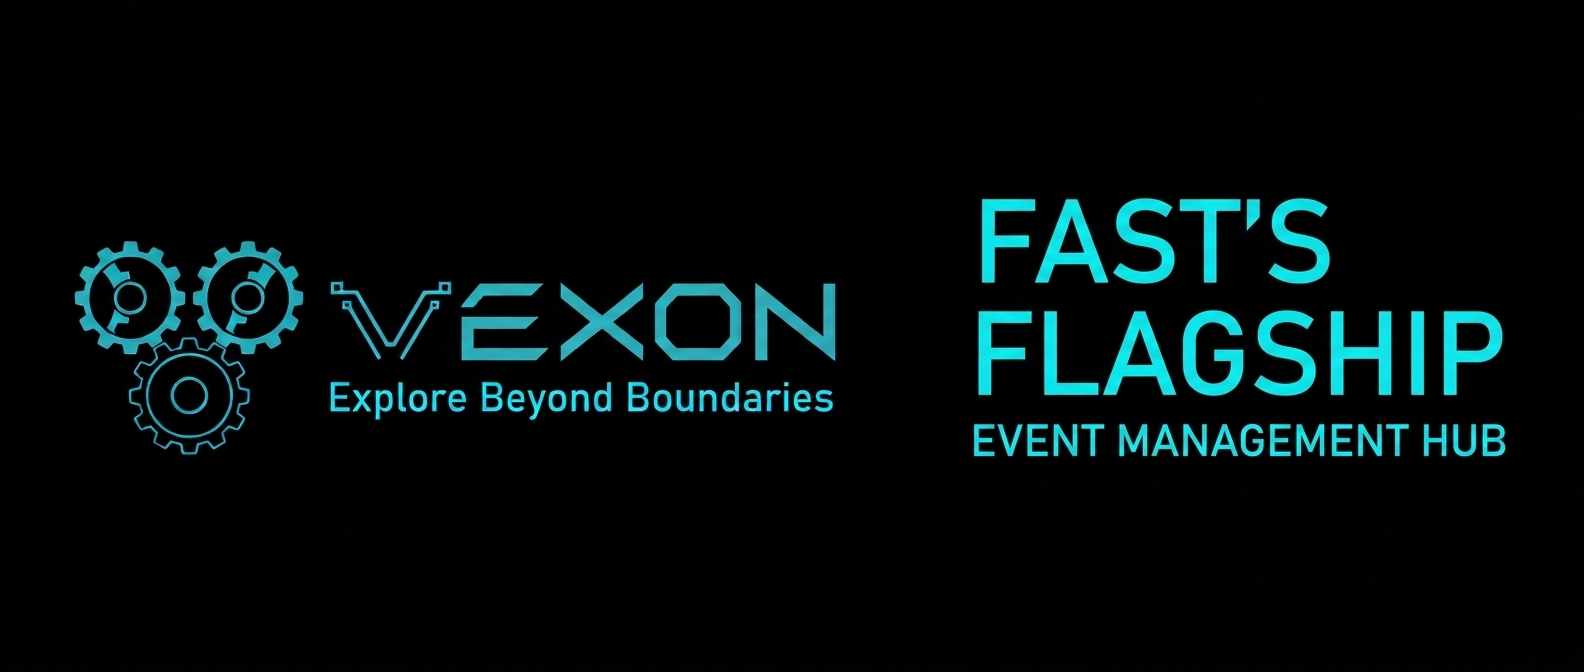 VEXON
Explore Beyond Boundaries
FAST'S
FLAGSHIP
EVENT MANAGEMENT HUB